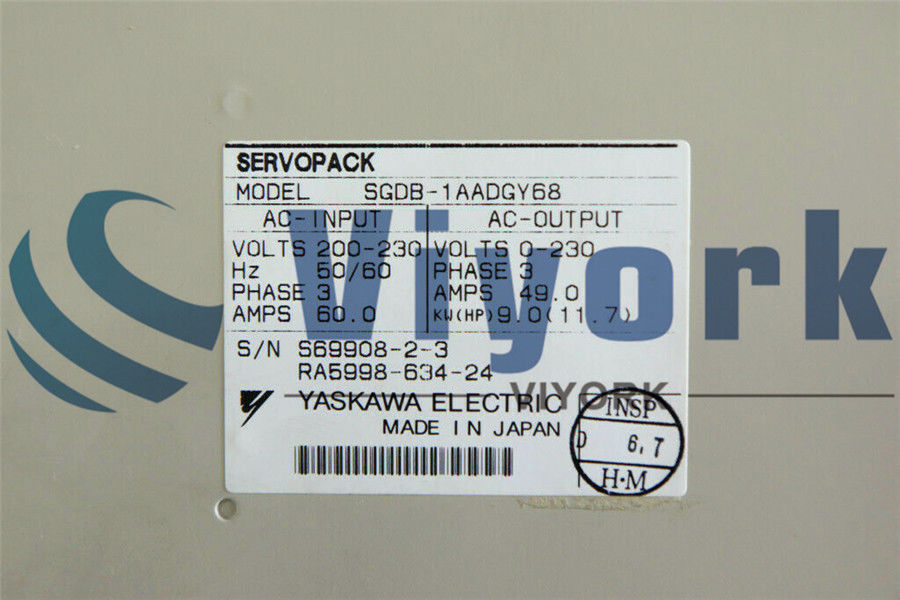 SERVOPACK
MODEL SGDB-1AADGY68
AC-INPUT AC-OUTPUT
VOLTS 200-230 VOLTS 0-230
Hz 50/60 PHASE 3
PHASE 3 AMPS 49.0
AMPS 60.0 KW(HP)9.0(11.7)
S/N S69908-2-3
RA5998-634-24
YASKAWA ELECTRIC
MADE IN JAPAN
INSP
D 6,7
H·M
Viyork
VIYORK